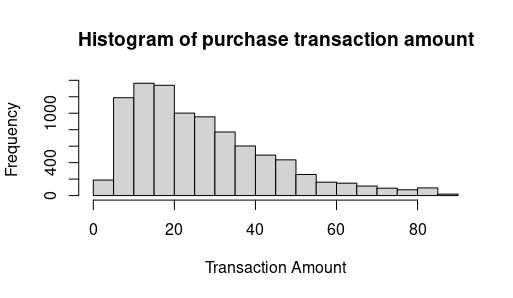 Histogram of purchase transaction amount
Frequency
0 400 1000
0 20 40 60 80
Transaction Amount